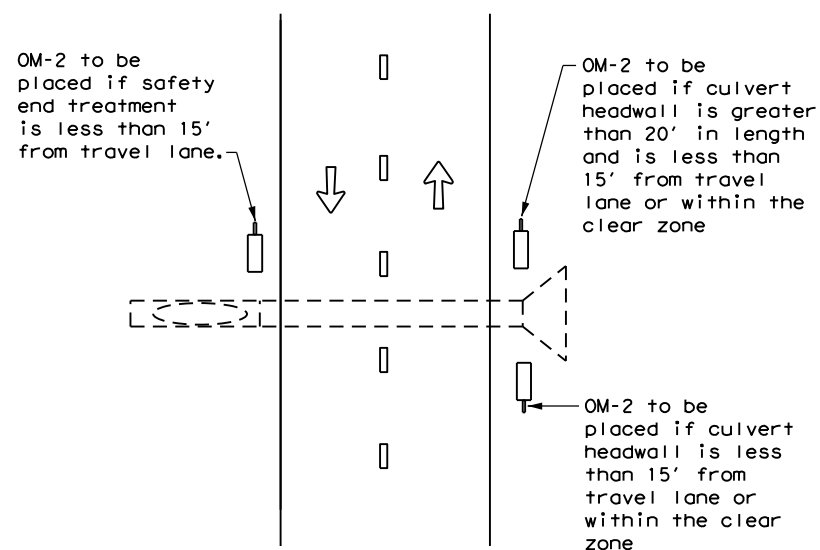 OM-2 to be
placed if safety
end treatment
is less than 15'
from travel lane.
OM-2 to be
placed if culvert
headwall is greater
than 20' in length
and is less than
15' from travel
lane or within the
clear zone
OM-2 to be
placed if culvert
headwall is less
than 15' from
travel lane or
within the clear
zone